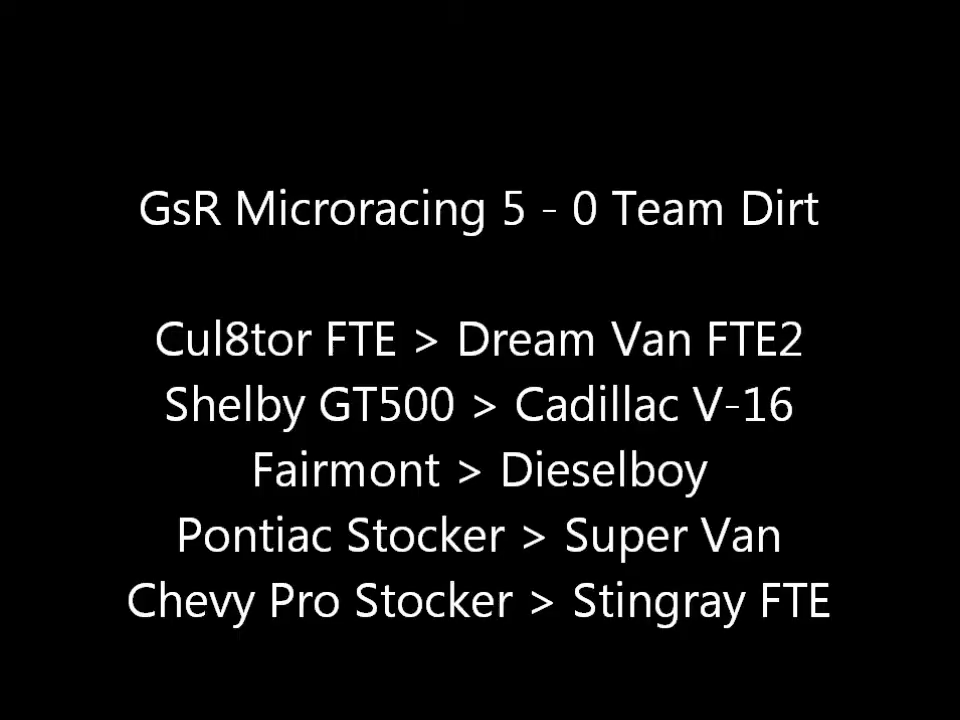 GsR Microracing 5 - 0 Team Dirt
Cul8tor FTE > Dream Van FTE2
Shelby GT500 > Cadillac V-16
Fairmont > Dieselboy
Pontiac Stocker > Super Van
Chevy Pro Stocker > Stingray FTE